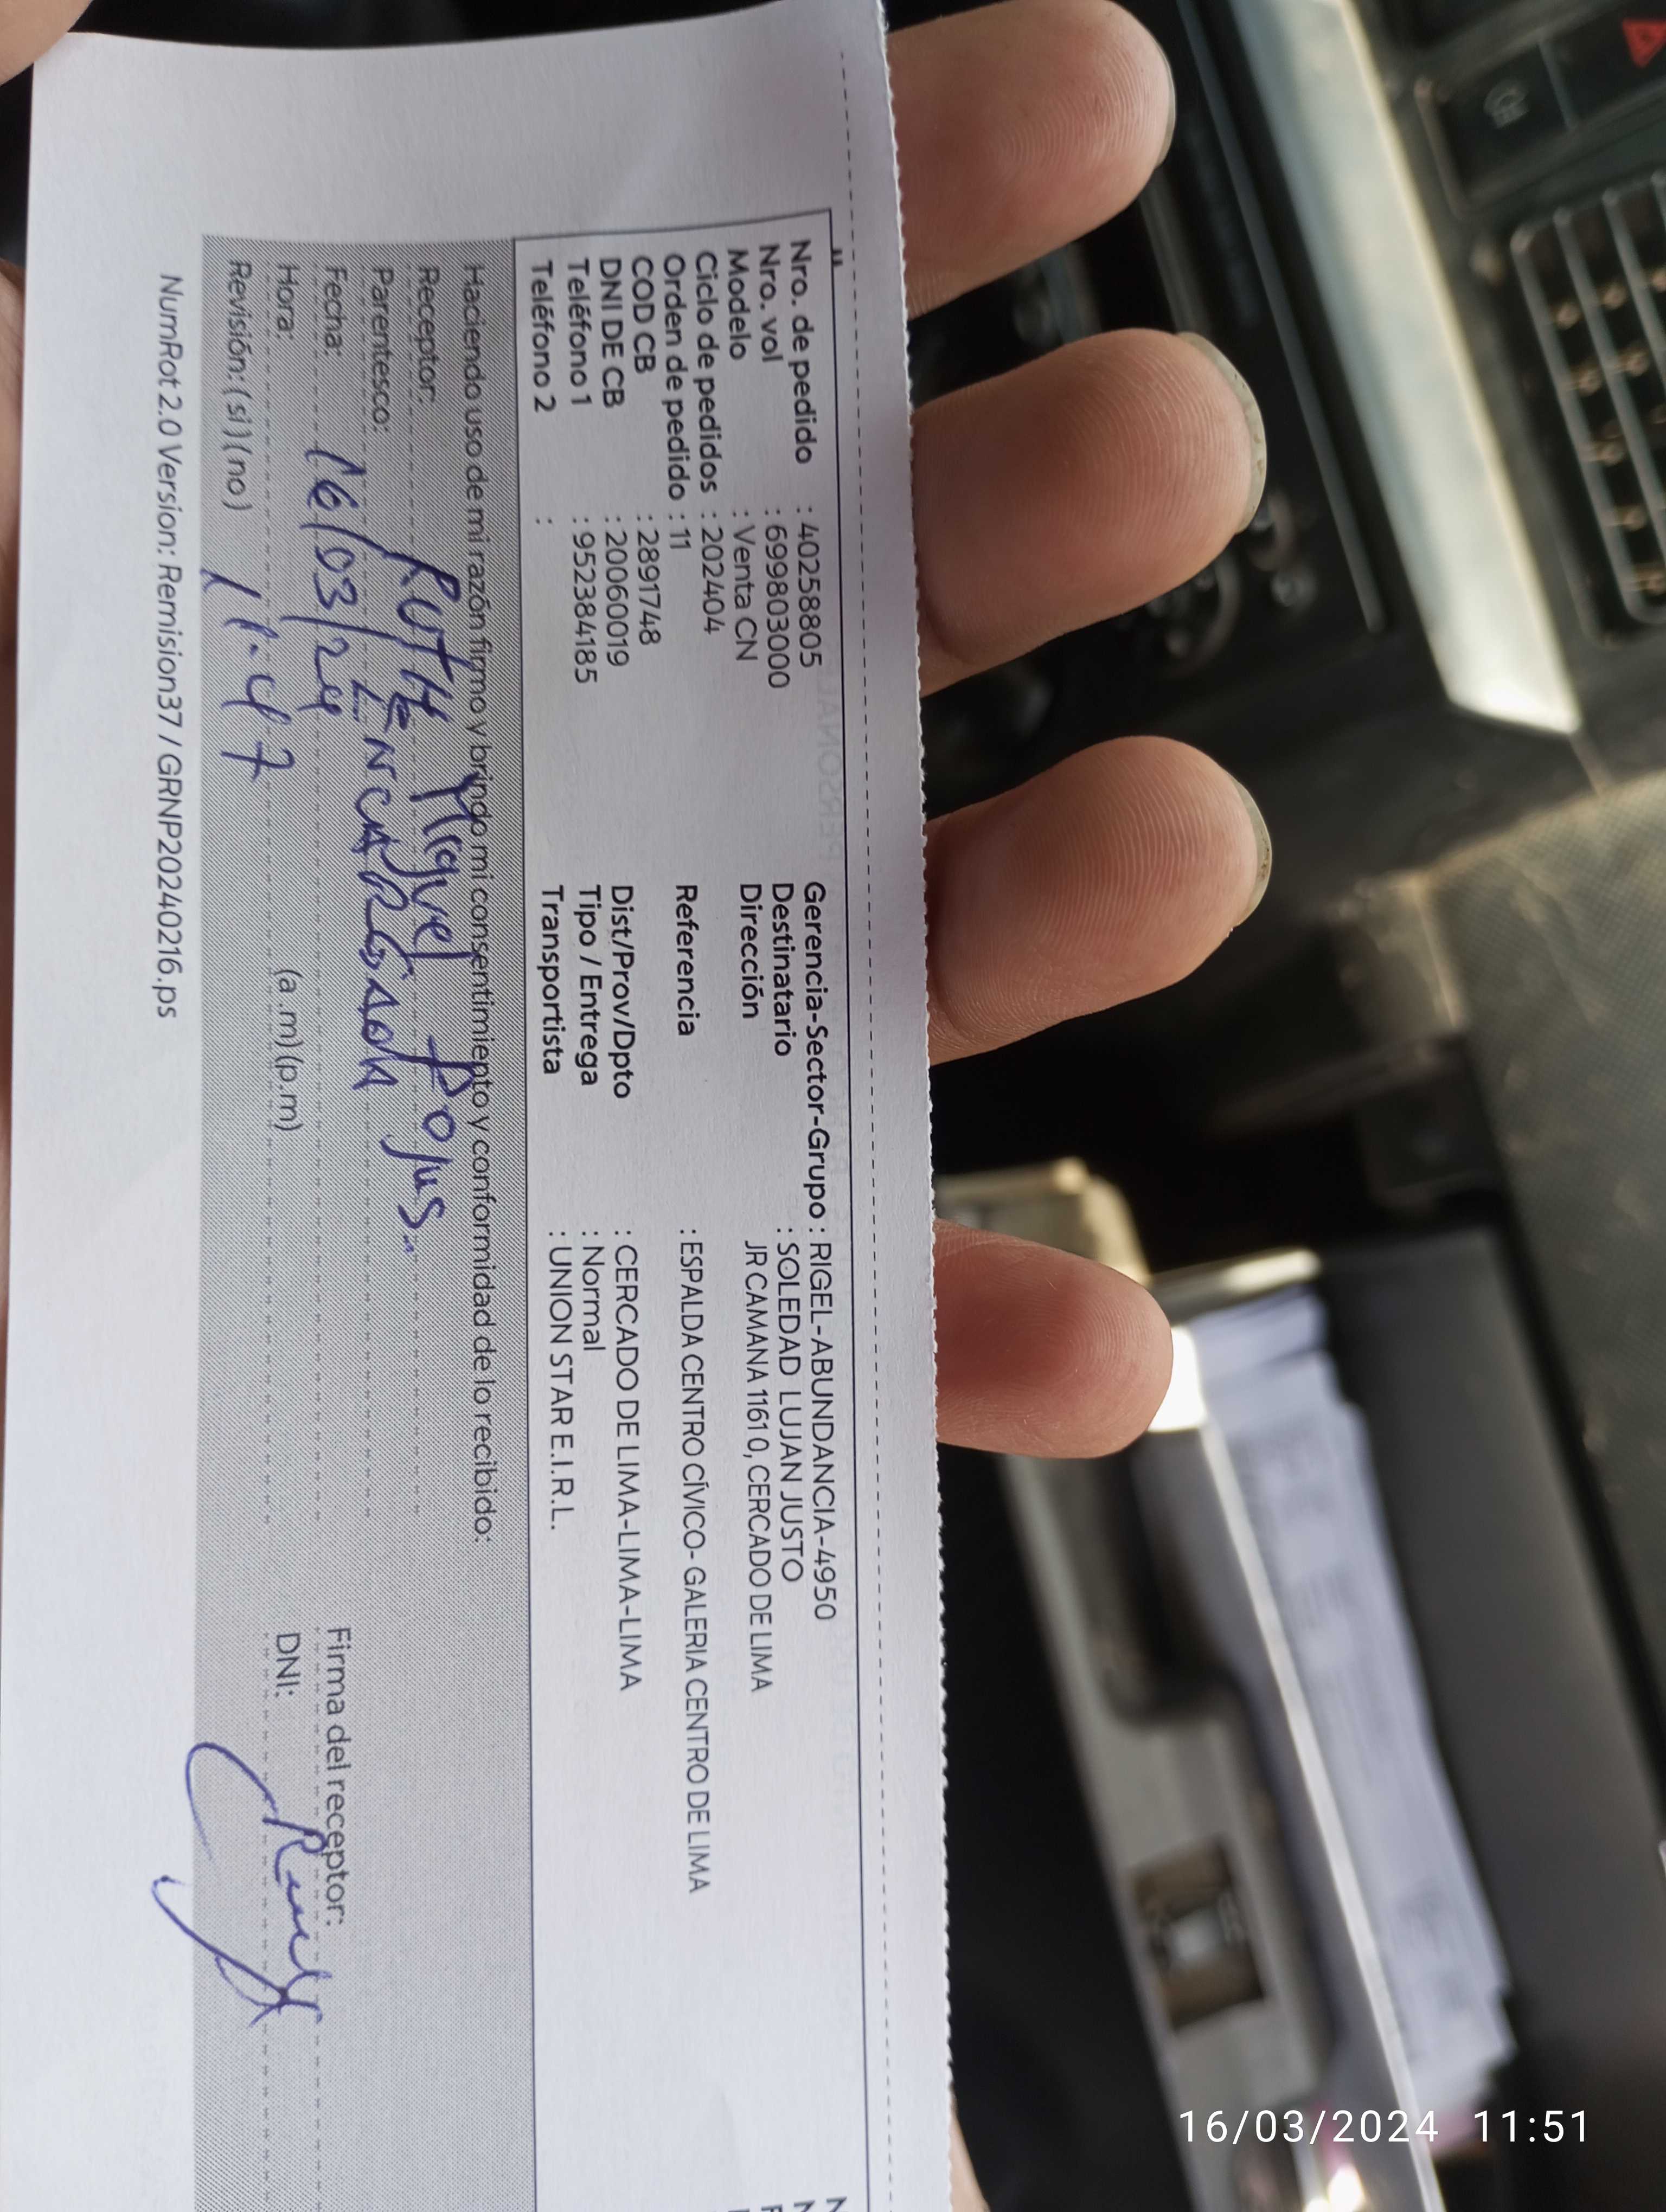 Nro. de pedido : 40258805 Gerencia-Sector-Grupo : RIGEL-ABUNDANCIA-4950
Nro. vol : 699803000 Destinatario : SOLEDAD LUJAN JUSTO
Modelo : Venta CN Dirección JR CAMANA 1161 0, CERCADO DE LIMA
Ciclo de pedidos : 202404
Orden de pedido : 11 Referencia : ESPALDA CENTRO CÍVICO- GALERIA CENTRO DE LIMA
COD CB : 2891748
DNI DE CB : 20060019 Dist/Prov/Dpto : CERCADO DE LIMA-LIMA-LIMA
Teléfono 1 : 952384185 Tipo / Entrega : Normal
Teléfono 2 : Transportista : UNION STAR E.I.R.L.
Haciendo uso de mi razón firmo y brindo mi consentimiento y conformidad de lo recibido:
Receptor: RUTH Miguel
Parentesco: ENCARGADA
Fecha: 16/03/24 Firma del receptor:
Hora: 11:47 (a.m)(p.m) DNI:
Revisión:(si)(no)
NumRot 2.0 Version: Remision37 / GRNP20240216.ps
16/03/2024 11:51